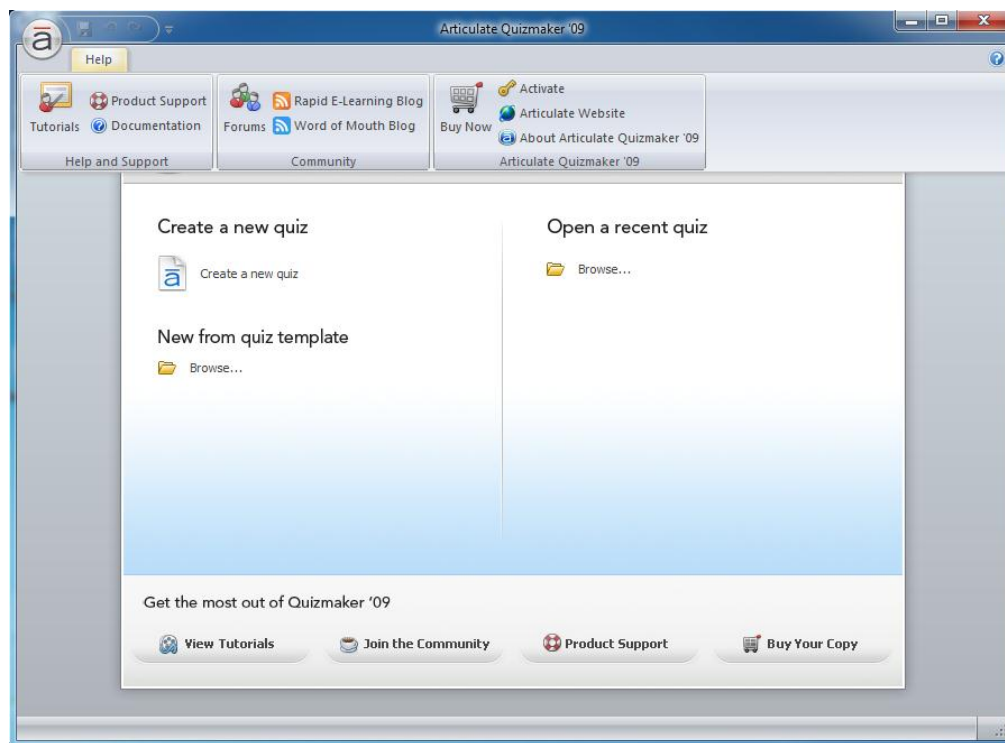 Articulate Quizmaker '09
Help
Tutorials
Product Support
Documentation
Help and Support
Forums
Rapid E-Learning Blog
Word of Mouth Blog
Community
Buy Now
Activate
Articulate Website
About Articulate Quizmaker '09
Articulate Quizmaker '09
Create a new quiz
Create a new quiz
New from quiz template
Browse...
Open a recent quiz
Browse...
Get the most out of Quizmaker '09
View Tutorials
Join the Community
Product Support
Buy Your Copy